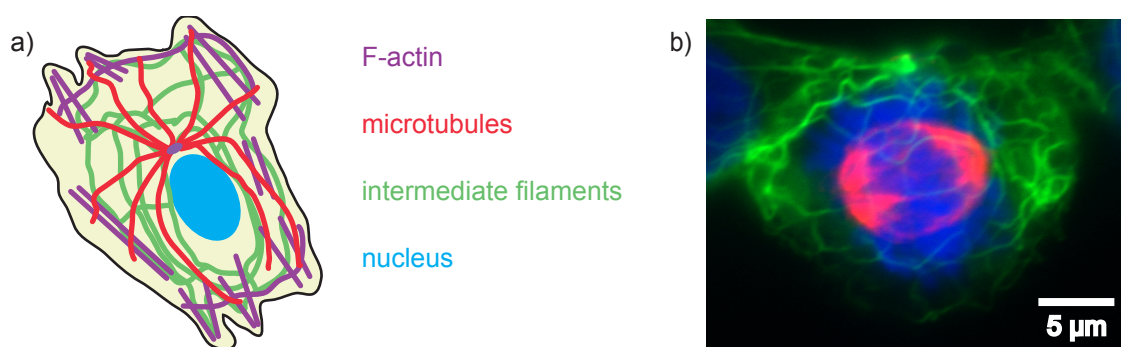 a)
F-actin
microtubules
intermediate filaments
nucleus
b)
5 µm